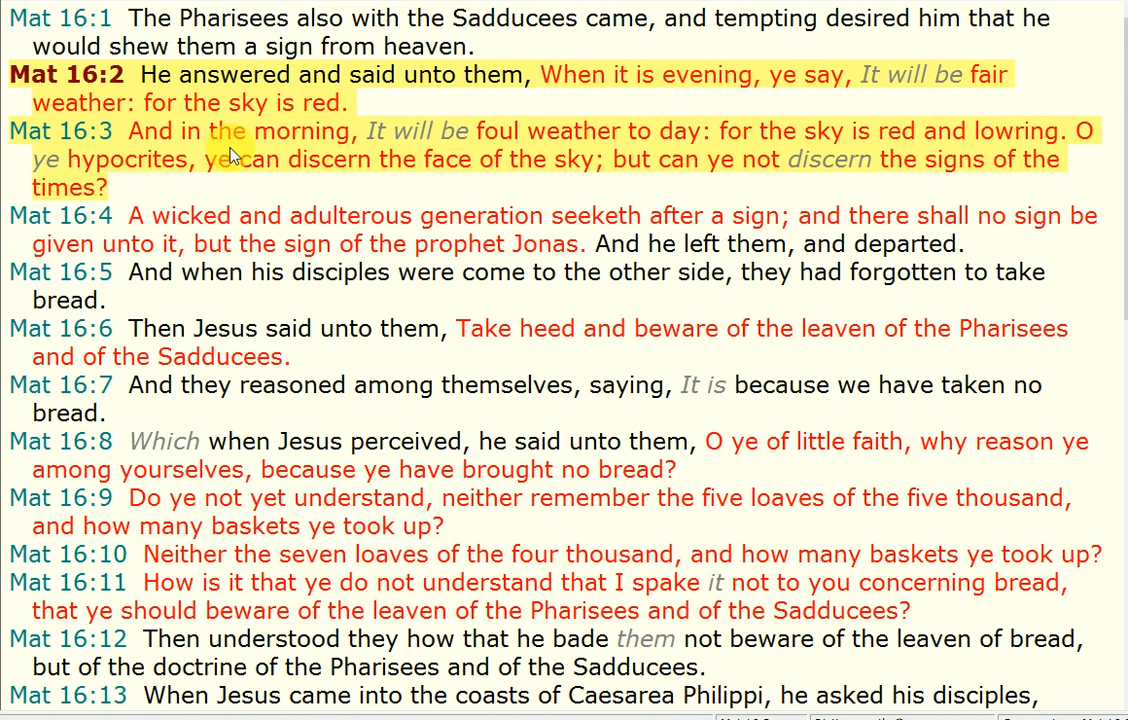 Mat 16:1 The Pharisees also with the Sadducees came, and tempting desired him that he
would shew them a sign from heaven.
Mat 16:2 He answered and said unto them, When it is evening, ye say, It will be fair
weather: for the sky is red.
Mat 16:3 And in the morning, It will be foul weather to day: for the sky is red and lowring. O
ye hypocrites, ye can discern the face of the sky; but can ye not discern the signs of the
times?
Mat 16:4 A wicked and adulterous generation seeketh after a sign; and there shall no sign be
given unto it, but the sign of the prophet Jonas. And he left them, and departed.
Mat 16:5 And when his disciples were come to the other side, they had forgotten to take
bread.
Mat 16:6 Then Jesus said unto them, Take heed and beware of the leaven of the Pharisees
and of the Sadducees.
Mat 16:7 And they reasoned among themselves, saying, It is because we have taken no
bread.
Mat 16:8 Which when Jesus perceived, he said unto them, O ye of little faith, why reason ye
among yourselves, because ye have brought no bread?
Mat 16:9 Do ye not yet understand, neither remember the five loaves of the five thousand,
and how many baskets ye took up?
Mat 16:10 Neither the seven loaves of the four thousand, and how many baskets ye took up?
Mat 16:11 How is it that ye do not understand that I spake it not to you concerning bread,
that ye should beware of the leaven of the Pharisees and of the Sadducees?
Mat 16:12 Then understood they how that he bade them not beware of the leaven of bread,
but of the doctrine of the Pharisees and of the Sadducees.
Mat 16:13 When Jesus came into the coasts of Caesarea Philippi, he asked his disciples,